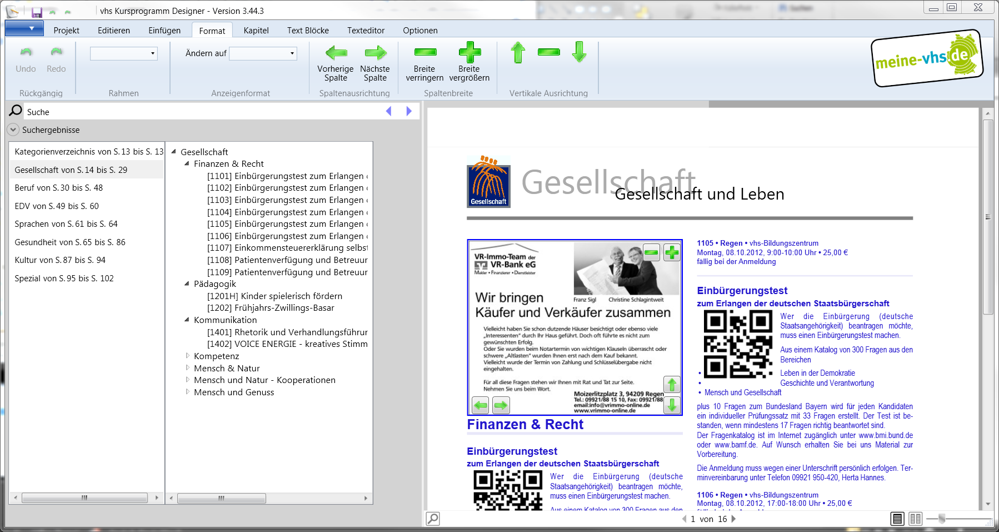 vhs Kursprogramm Designer - Version 3.44.3
Projekt Editieren Einfügen Format Kapitel Text Blöcke Texteditor Optionen
Undo Redo
Rückgängig
Rahmen
Ändern auf
Anzeigenformat
Vorherige Spalte
Nächste Spalte
Spaltenausrichtung
Breite verringern
Breite vergrößern
Spaltenbreite
Vertikale Ausrichtung
meine-vhs.de
Suche
Suchergebnisse
Kategorienverzeichnis von S. 13 bis S. 13
Gesellschaft von S. 14 bis S. 29
Beruf von S. 30 bis S. 48
EDV von S. 49 bis S. 60
Sprachen von S. 61 bis S. 64
Gesundheit von S. 65 bis S. 86
Kultur von S. 87 bis S. 94
Spezial von S. 95 bis S. 102
Gesellschaft
Finanzen & Recht
[1101] Einbürgerungstest zum Erlangen
[1102] Einbürgerungstest zum Erlangen
[1103] Einbürgerungstest zum Erlangen
[1104] Einbürgerungstest zum Erlangen
[1105] Einbürgerungstest zum Erlangen
[1106] Einbürgerungstest zum Erlangen
[1107] Einkommensteuererklärung selbst
[1108] Patientenverfügung und Betreuur
[1109] Patientenverfügung und Betreuur
Pädagogik
[1201H] Kinder spielerisch fördern
[1202] Frühjahrs-Zwillings-Basar
Kommunikation
[1401] Rhetorik und Verhandlungsführur
[1402] VOICE ENERGIE - kreatives Stimm
Kompetenz
Mensch & Natur
Mensch und Natur - Kooperationen
Mensch und Genuss
Gesellschaft
Gesellschaft
Gesellschaft und Leben
VR-Immo-Team der
VR-Bank eG
Makler • Finanzierer • Dienstleister
Franz Sigl Christine Schlagintweit
Wir bringen
Käufer und Verkäufer zusammen
Vielleicht haben Sie schon dutzende Häuser besichtigt oder ebenso viele
„Interessenten“ durch Ihr Haus geführt. Doch oft führte es nicht zum
gewünschten Erfolg.
Oder Sie wurden beim Notartermin von wichtigen Klauseln überrascht oder
schwere „Altlasten“ wurden Ihnen erst nach dem Kauf bekannt.
Vielleicht wurde der Termin von Zahlung und Schlüsselübergabe nicht
eingehalten.
Für all diese Fragen stehen wir Ihnen mit Rat und Tat zur Seite.
Nehmen Sie uns beim Wort.
Moizerlitzplatz 3, 94209 Regen
Tel.: 09921/88 15 10, Fax: 09921/88
email:info@vrimmo-online.de
www.vrimmo-online.de
Finanzen & Recht
Einbürgerungstest
zum Erlangen der deutschen Staatsbürgerschaft
Wer die Einbürgerung (deutsche
Staatsangehörigkeit) beantragen möchte,
muss einen Einbürgerungstest machen.
Aus einem Katalog von 300 Fragen aus den
1105 • Regen • vhs-Bildungszentrum
Montag, 08.10.2012, 9:00-10:00 Uhr • 25,00 €
fällig bei der Anmeldung
Einbürgerungstest
zum Erlangen der deutschen Staatsbürgerschaft
Wer die Einbürgerung (deutsche
Staatsangehörigkeit) beantragen möchte,
muss einen Einbürgerungstest machen.
Aus einem Katalog von 300 Fragen aus den
Bereichen
• Leben in der Demokratie
• Geschichte und Verantwortung
• Mensch und Gesellschaft
plus 10 Fragen zum Bundesland Bayern wird für jeden Kandidaten
ein individueller Prüfungssatz mit 33 Fragen erstellt. Der Test ist be-
standen, wenn mindestens 17 Fragen richtig beantwortet sind.
Der Fragenkatalog ist im Internet zugänglich unter www.bmi.bund.de
oder www.bamf.de. Auf Wunsch erhalten Sie bei uns Material zur
Vorbereitung.
Die Anmeldung muss wegen einer Unterschrift persönlich erfolgen. Ter-
minvereinbarung unter Telefon 09921 950-420, Herta Hannes.
1106 • Regen • vhs-Bildungszentrum
Montag, 08.10.2012, 17:00-18:00 Uhr • 25,00 €
1 von 16